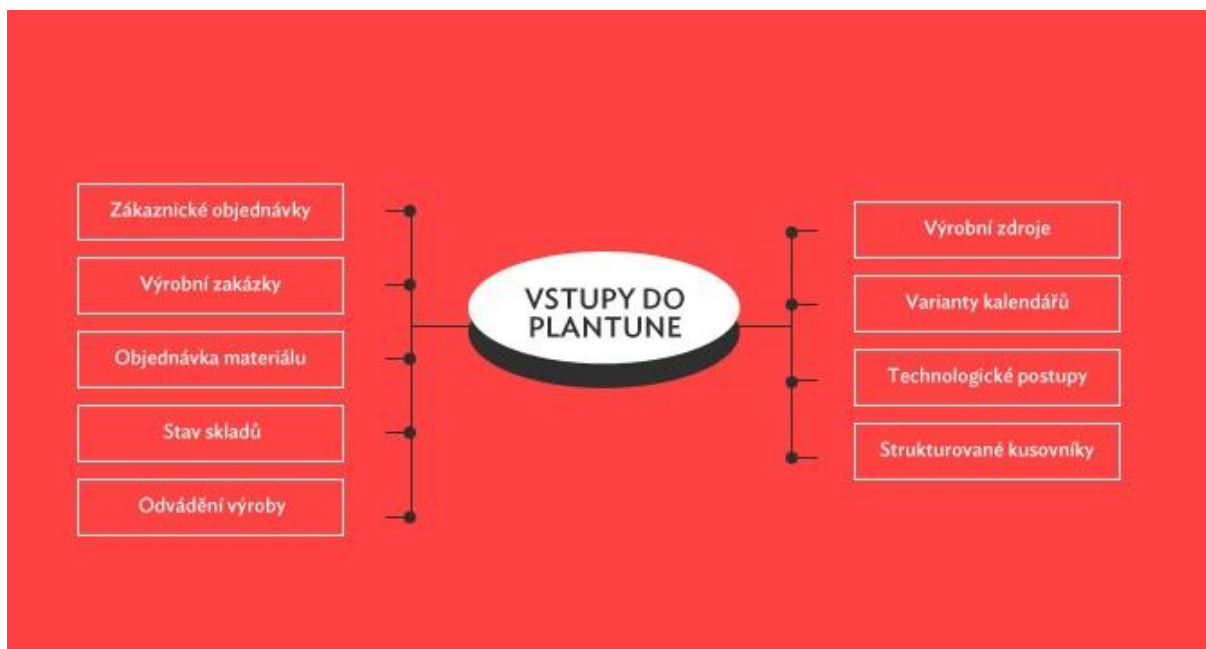 Zákaznické objednávky
Výrobní zakázky
Objednávka materiálu
Stav skladů
Odvádění výroby
VSTUPY DO
PLANTUNE
Výrobní zdroje
Varianty kalendářů
Technologické postupy
Strukturované kusovníky